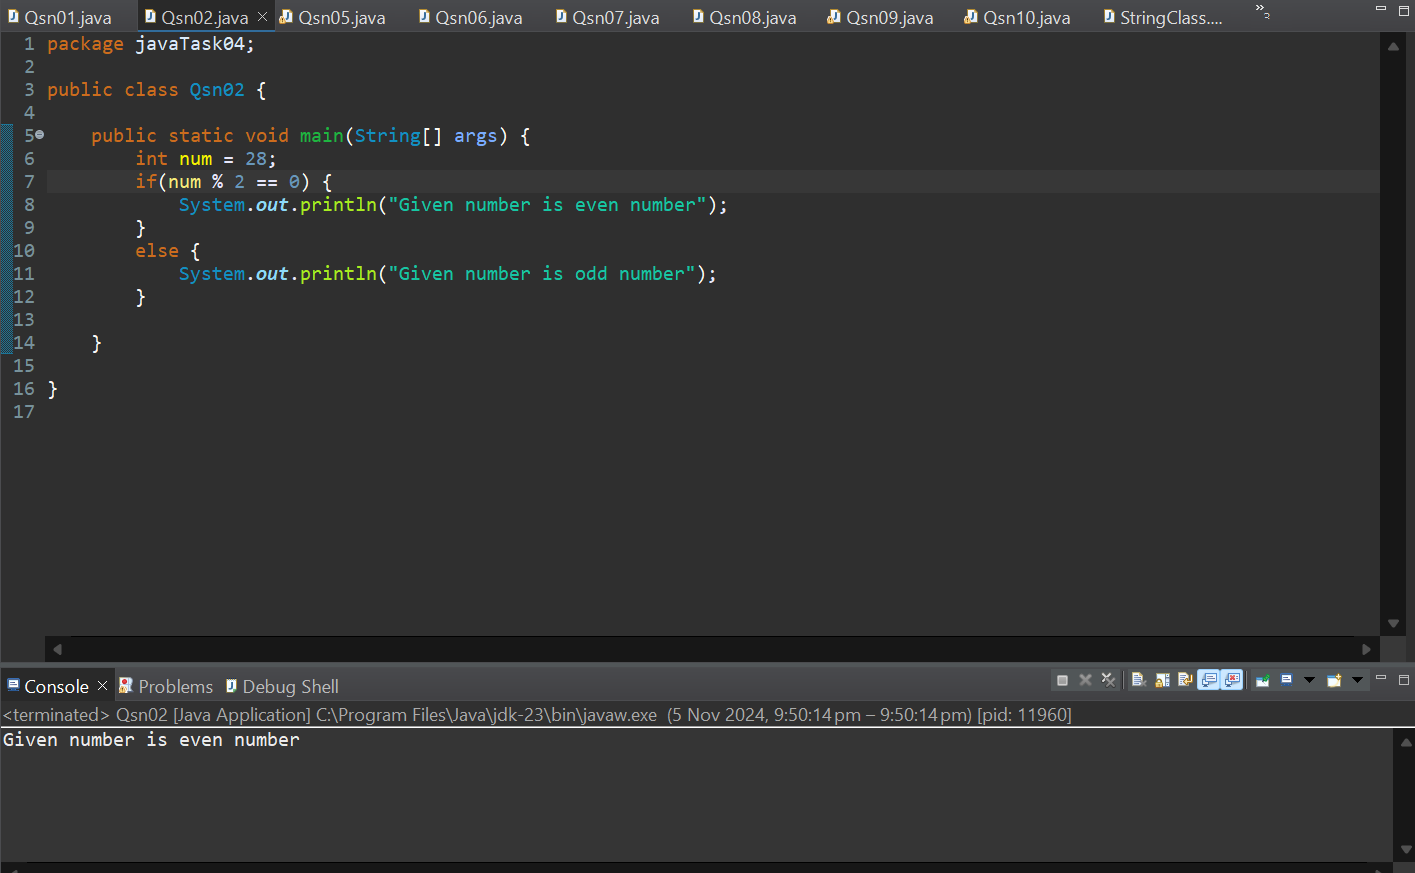 Qsn01.java Qsn02.java Qsn05.java Qsn06.java Qsn07.java Qsn08.java Qsn09.java Qsn10.java StringClass.... »2
1 package javaTask04;
2
3 public class Qsn02 {
4
5 public static void main(String[] args) {
6 int num = 28;
7 if(num % 2 == 0) {
8 System.out.println("Given number is even number");
9 }
10 else {
11 System.out.println("Given number is odd number");
12 }
13
14 }
15
16 }
17
Console Problems Debug Shell
<terminated> Qsn02 [Java Application] C:\Program Files\Java\jdk-23\bin\javaw.exe (5 Nov 2024, 9:50:14 pm – 9:50:14 pm) [pid: 11960]
Given number is even number